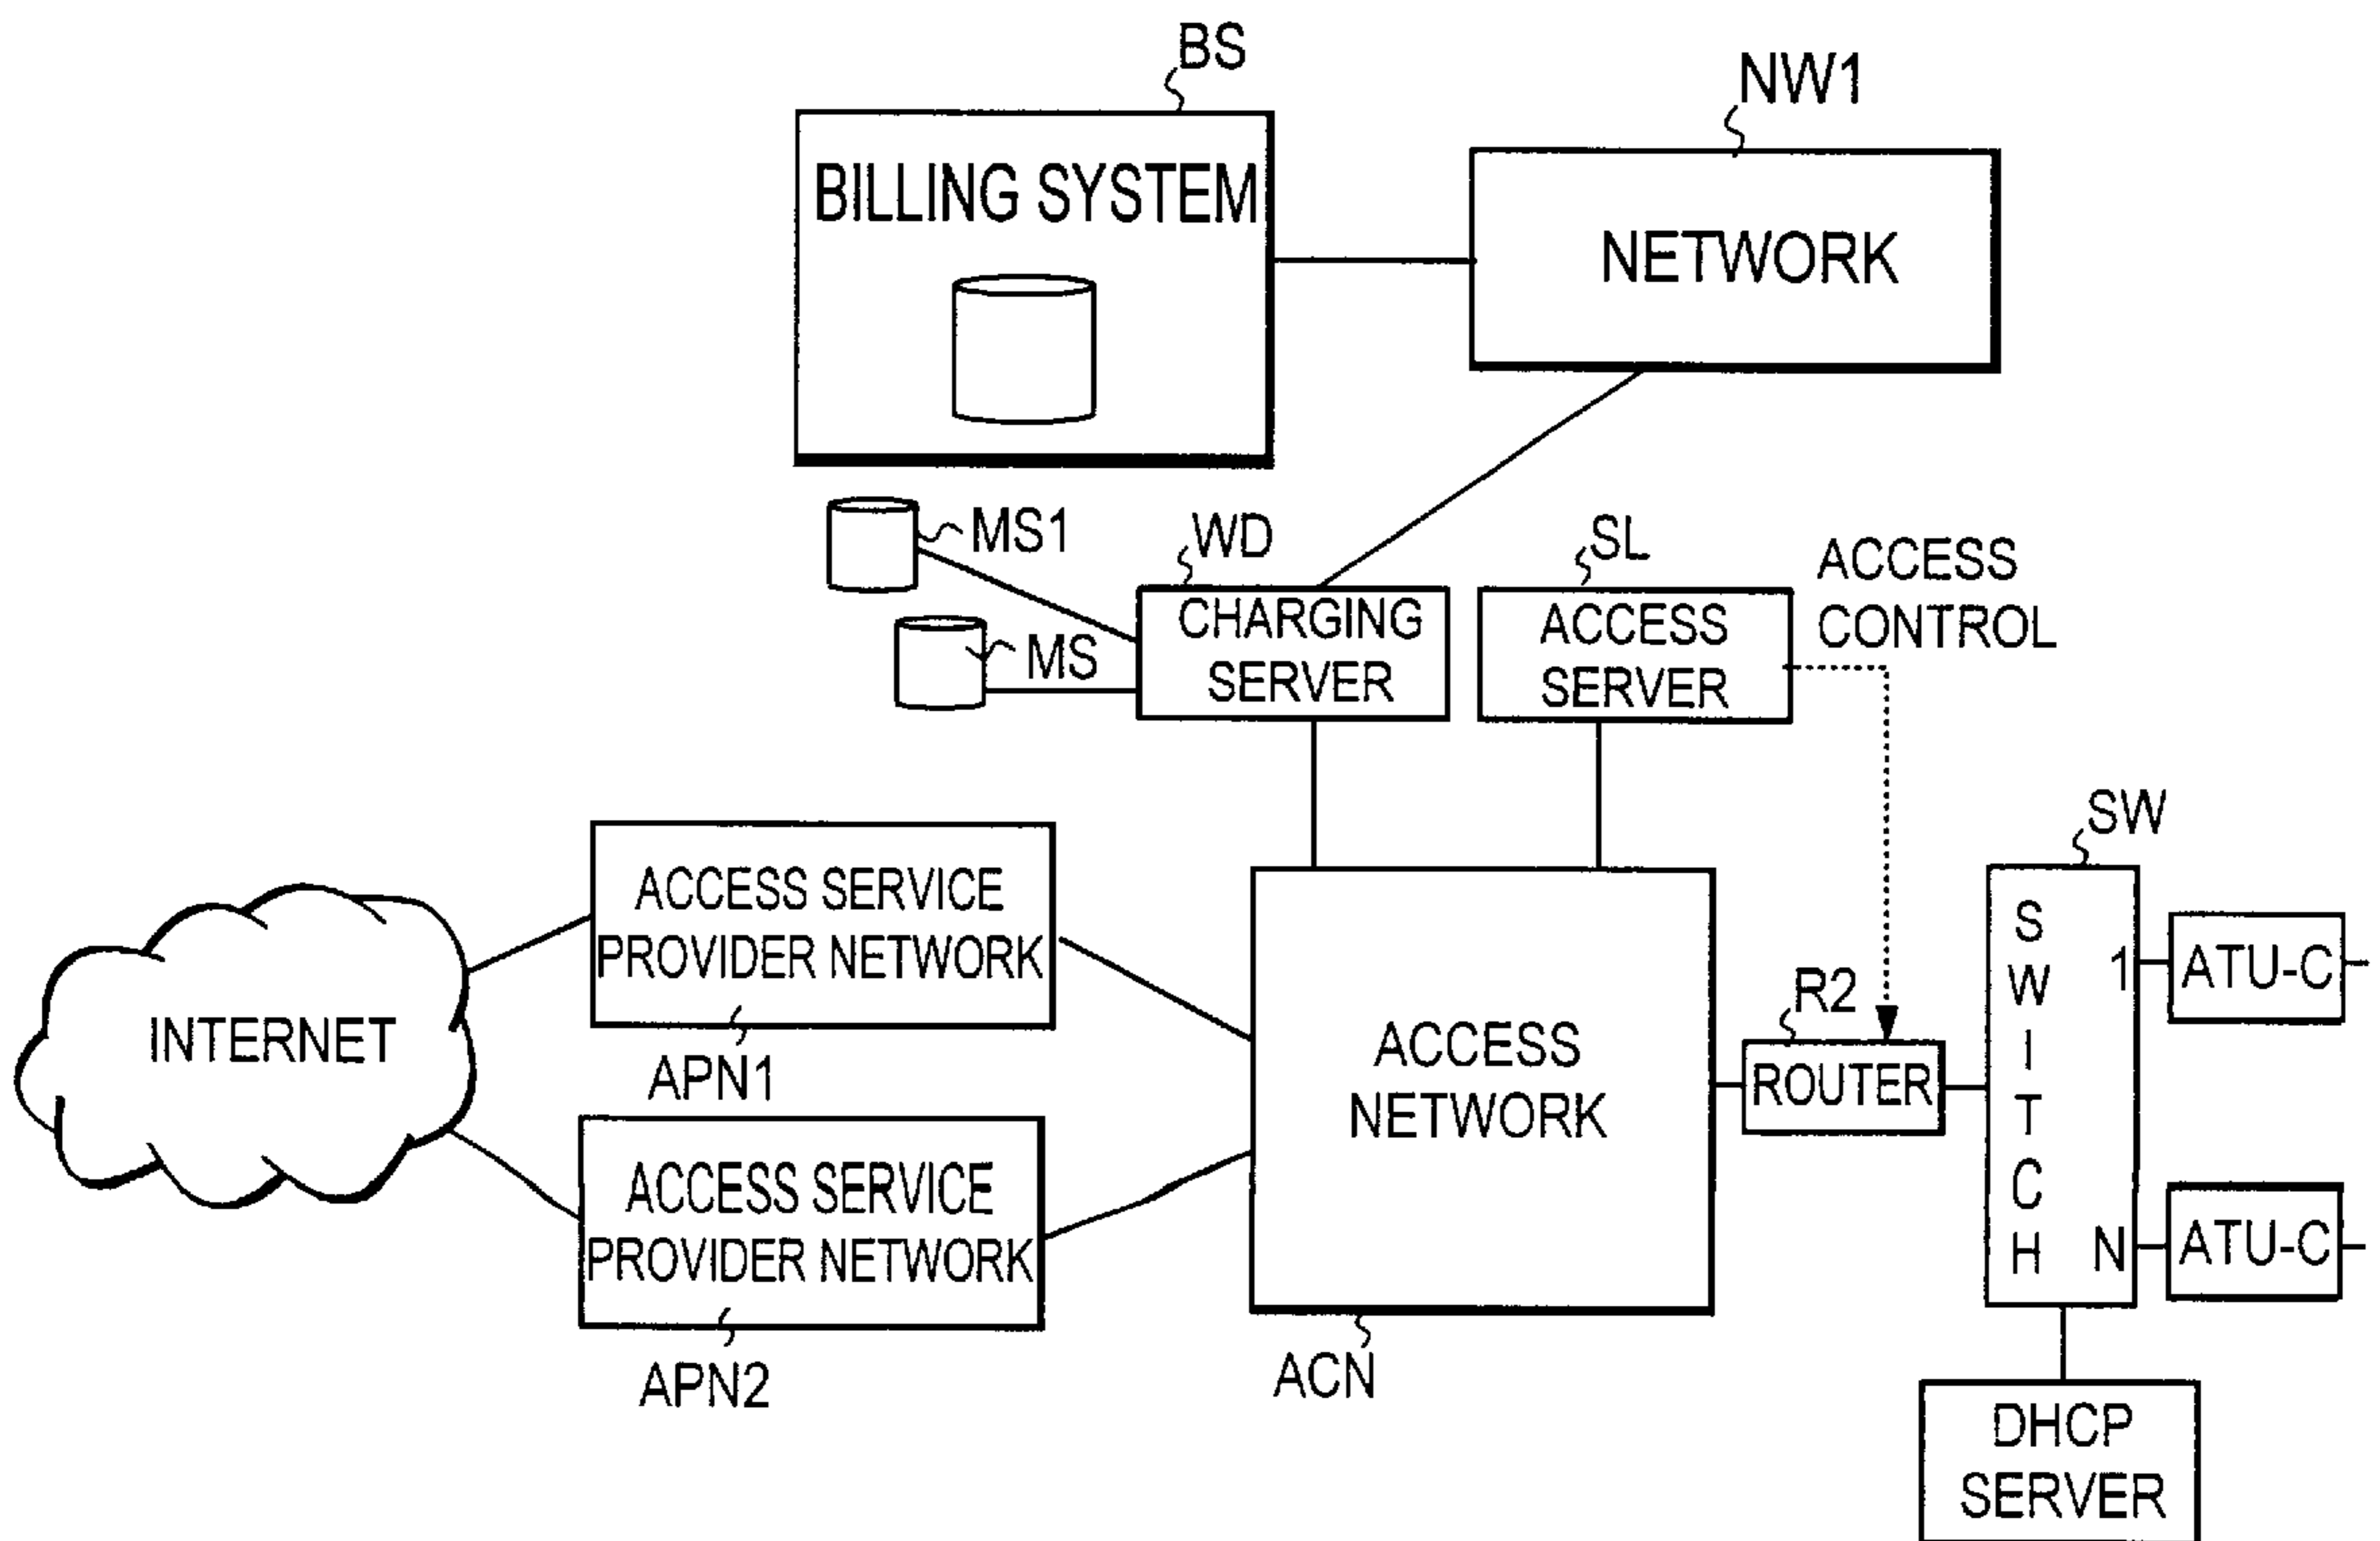 BS
NW1
BILLING SYSTEM
NETWORK
MS1
WD
SL
ACCESS
CONTROL
MS
CHARGING
SERVER
ACCESS
SERVER
SW
ACCESS SERVICE
PROVIDER NETWORK
APN1
INTERNET
ACCESS
NETWORK
R2
ROUTER
SWITCH
1
ATU-C
N
ATU-C
ACCESS SERVICE
PROVIDER NETWORK
APN2
ACN
DHCP
SERVER